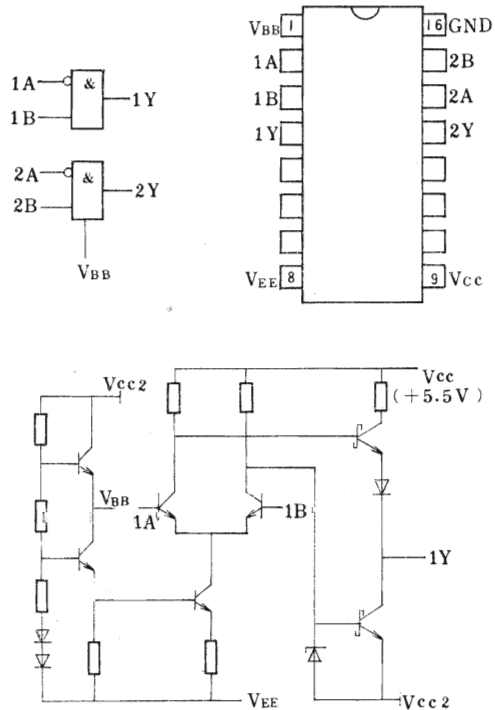 VBB 1 16 GND
1A 2B
1B 2A
1Y 2Y
VEE 8 9 Vcc
1A & 1Y
1B
2A & 2Y
2B
VBB
Vcc2
Vcc
(+5.5V)
VBB
1A 1B
1Y
VEE
Vcc2